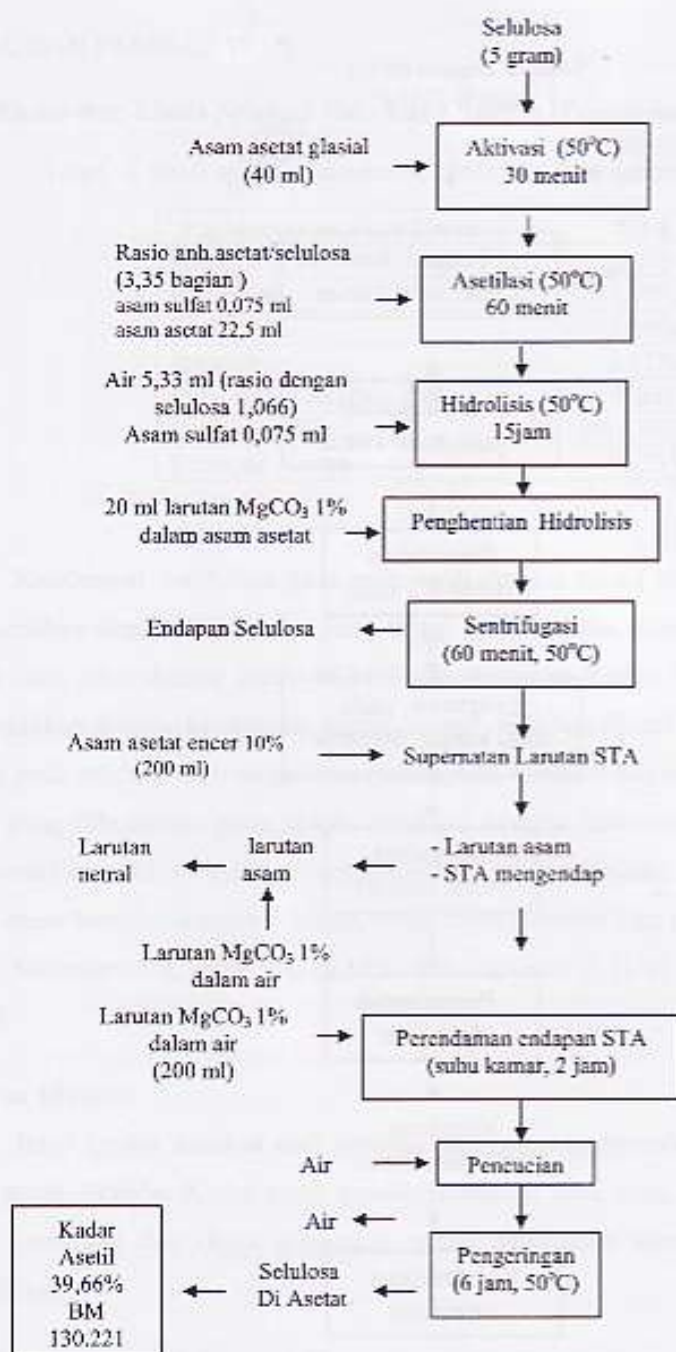 Selulosa
(5 gram)
Asam asetat glasial
(40 ml)
Aktivasi (50°C)
30 menit
Rasio anh.asetat/selulosa
(3,35 bagian )
asam sulfat 0,075 ml
asam asetat 22,5 ml
Asetilasi (50°C)
60 menit
Air 5,33 ml (rasio dengan
selulosa 1,066)
Asam sulfat 0,075 ml
Hidrolisis (50°C)
15jam
20 ml larutan MgCO₃ 1%
dalam asam asetat
Penghentian Hidrolisis
Endapan Selulosa
Sentrifugasi
(60 menit, 50°C)
Asam asetat encer 10%
(200 ml)
Supernatan Larutan STA
Larutan
netral
larutan
asam
- Larutan asam
- STA mengendap
Larutan MgCO₃ 1%
dalam air
Larutan MgCO₃ 1%
dalam air
(200 ml)
Perendaman endapan STA
(suhu kamar, 2 jam)
Air
Pencucian
Air
Pengeringan
(6 jam, 50°C)
Selulosa
Di Asetat
Kadar
Asetil
39,66%
BM
130.221